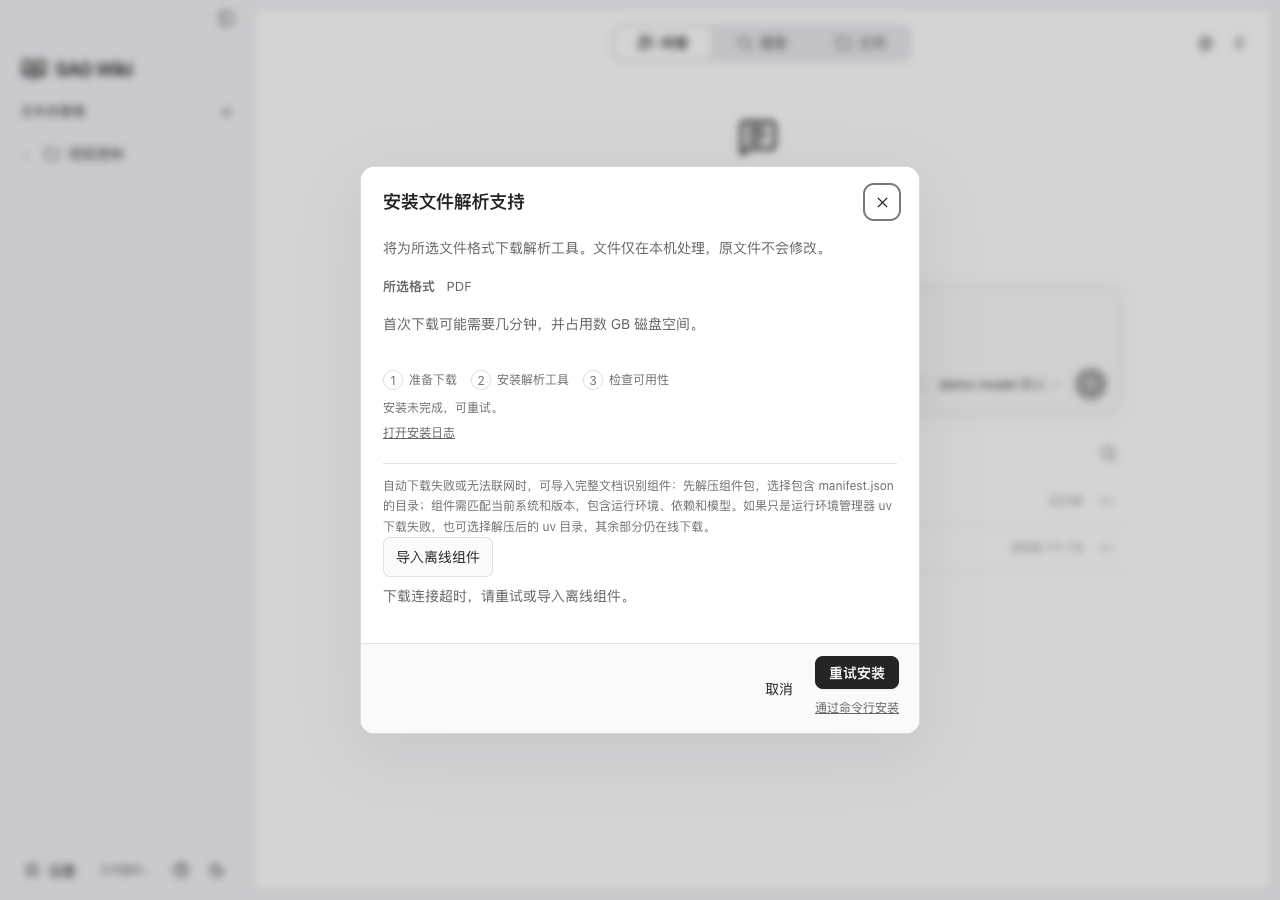 SAG Wiki
安装文件解析支持
将为所选文件格式下载解析工具。文件仅在本机处理，原文件不会修改。
所选格式 PDF
首次下载可能需要几分钟，并占用数 GB 磁盘空间。
1 准备下载 2 安装解析工具 3 检查可用性
安装未完成，可重试。
打开安装日志
自动下载失败或无法联网时，可导入完整文档识别组件：先解压组件包，选择包含 manifest.json
的目录；组件需匹配当前系统和版本，包含运行环境、依赖和模型。如果只是运行环境管理器 uv
下载失败，也可选择解压后的 uv 目录，其余部分仍在线下载。
导入离线组件
下载连接超时，请重试或导入离线组件。
取消
重试安装
通过命令行安装